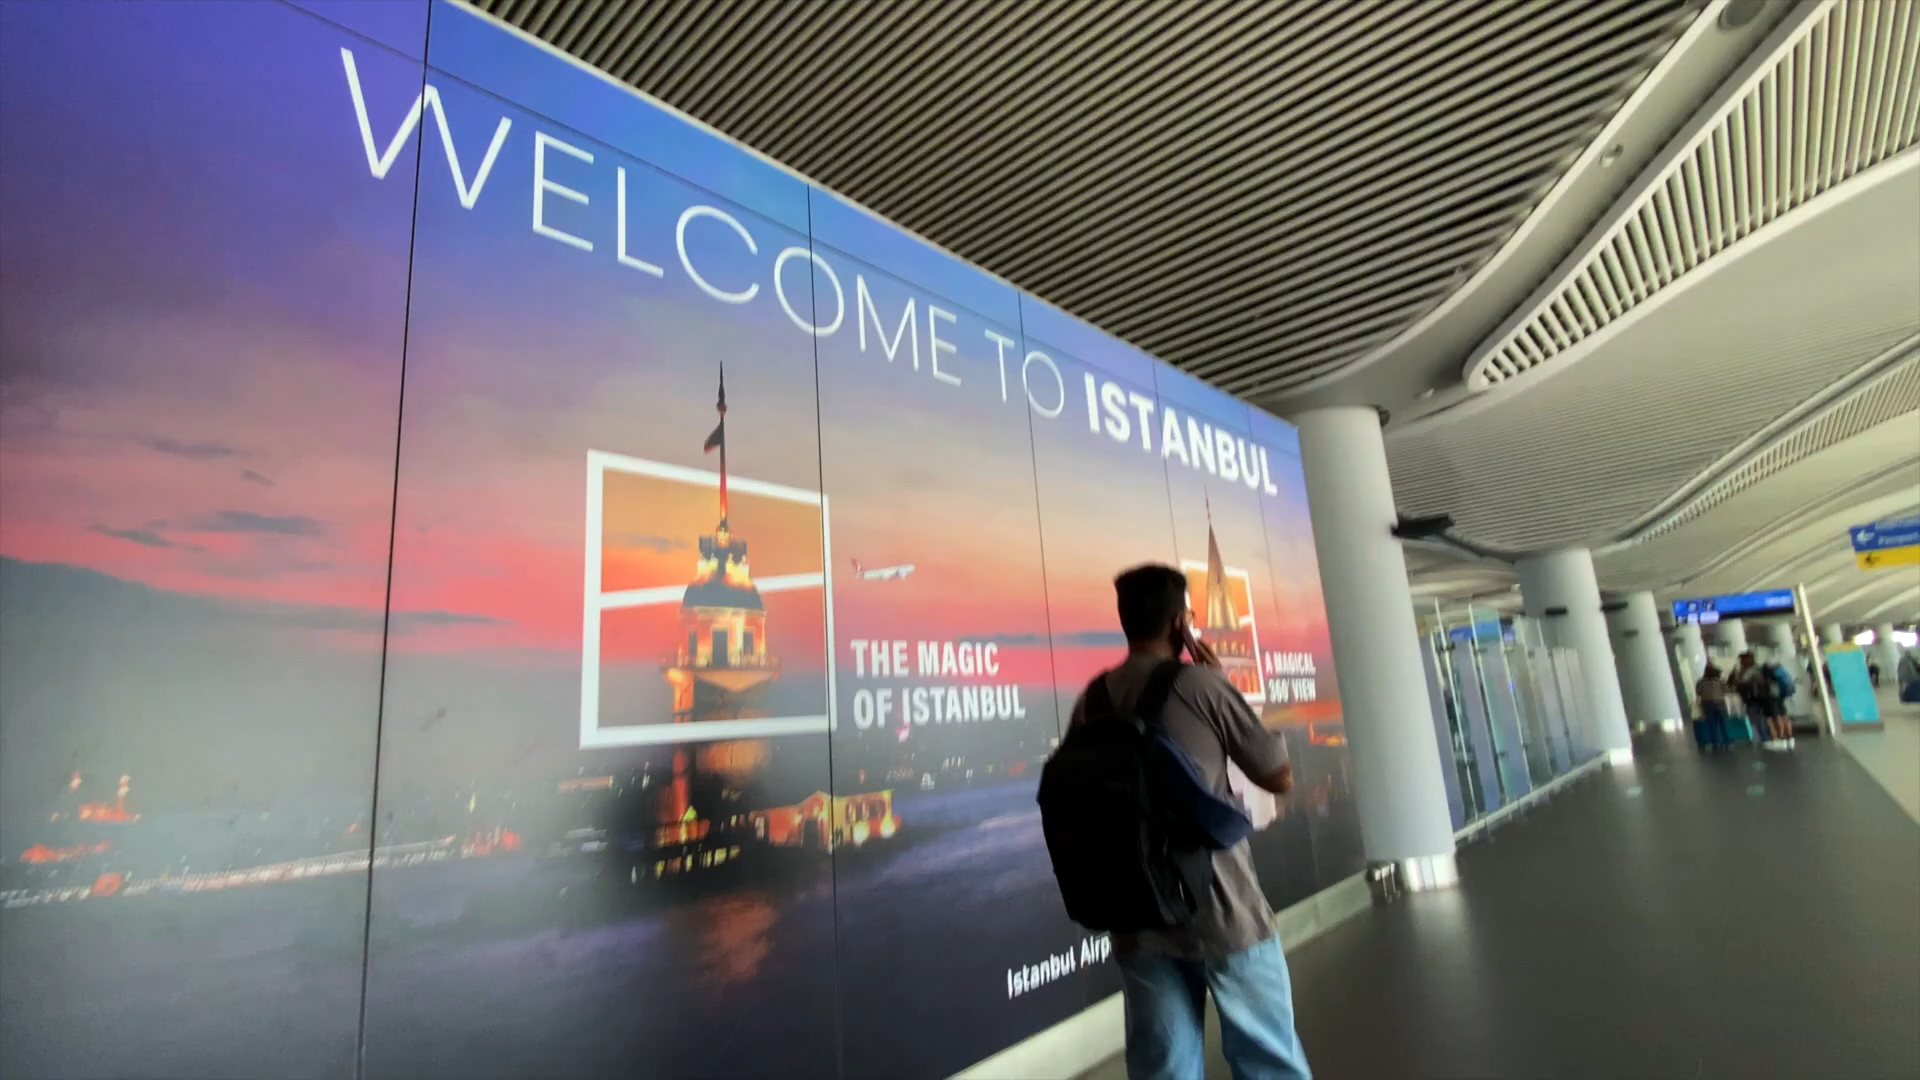 WELCOME TO ISTANBUL
THE MAGIC
OF ISTANBUL
A MAGICAL
360° VIEW
Istanbul Airp